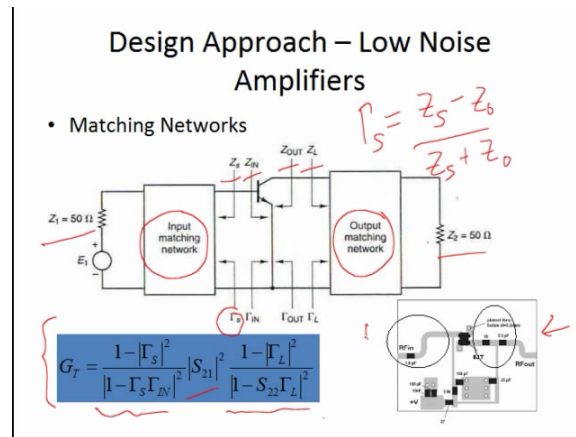 Design Approach – Low Noise
Amplifiers
• Matching Networks
Γs = Zs - Z0 / Zs + Z0
Zs ZIN
ZOUT ZL
Z1 = 50 Ω
+
E1
–
Input
matching
network
Output
matching
network
Z2 = 50 Ω
Γs ΓIN
ΓOUT ΓL
GT = 1-|ΓS|² / |1-ΓSΓIN|² |S21|² 1-|ΓL|² / |1-S22ΓL|²
RFin
RFout
+V